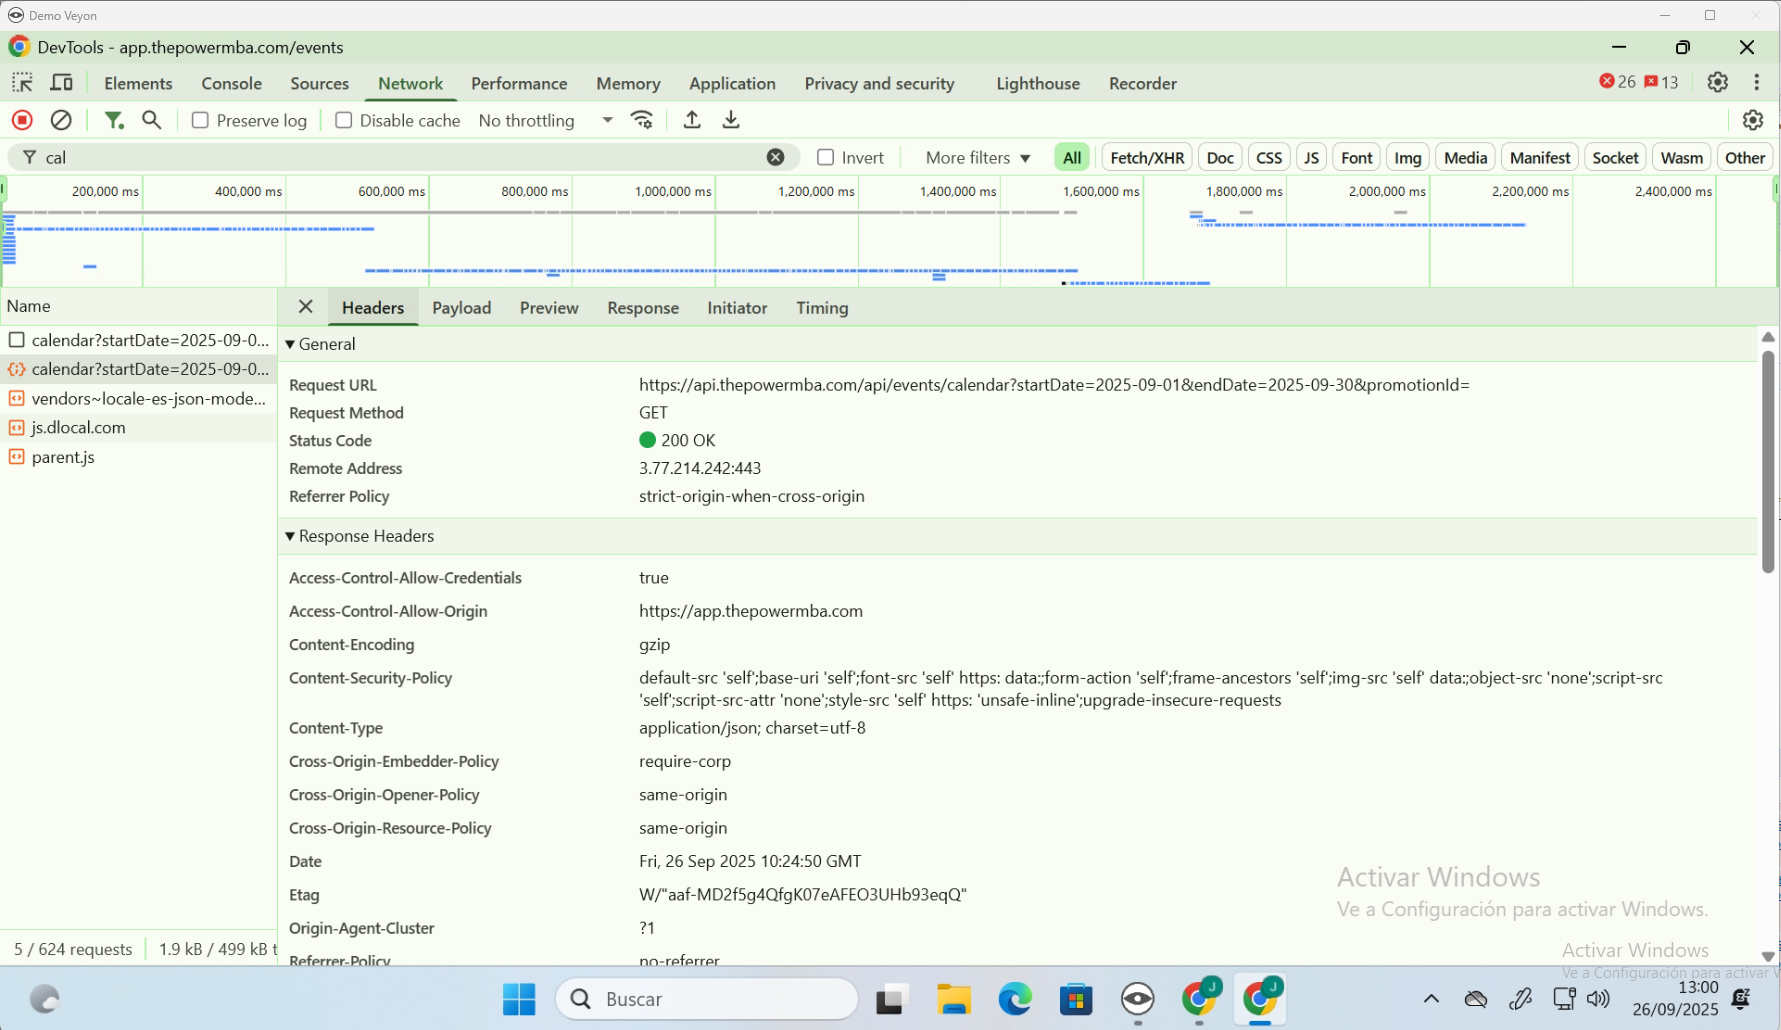 Demo Veyon
DevTools - app.thepowermba.com/events
Elements Console Sources Network Performance Memory Application Privacy and security Lighthouse Recorder 26 13
Preserve log Disable cache No throttling
cal Invert More filters All Fetch/XHR Doc CSS JS Font Img Media Manifest Socket Wasm Other
200,000 ms 400,000 ms 600,000 ms 800,000 ms 1,000,000 ms 1,200,000 ms 1,400,000 ms 1,600,000 ms 1,800,000 ms 2,000,000 ms 2,200,000 ms 2,400,000 ms
Name
calendar?startDate=2025-09-0...
calendar?startDate=2025-09-0...
vendors~locale-es-json-mode...
js.dlocal.com
parent.js
5 / 624 requests 1.9 kB / 499 kB t
Headers Payload Preview Response Initiator Timing
General
Request URL https://api.thepowermba.com/api/events/calendar?startDate=2025-09-01&endDate=2025-09-30&promotionId=
Request Method GET
Status Code 200 OK
Remote Address 3.77.214.242:443
Referrer Policy strict-origin-when-cross-origin
Response Headers
Access-Control-Allow-Credentials true
Access-Control-Allow-Origin https://app.thepowermba.com
Content-Encoding gzip
Content-Security-Policy default-src 'self';base-uri 'self';font-src 'self' https: data:;form-action 'self';frame-ancestors 'self';img-src 'self' data:;object-src 'none';script-src
'self';script-src-attr 'none';style-src 'self' https: 'unsafe-inline';upgrade-insecure-requests
Content-Type application/json; charset=utf-8
Cross-Origin-Embedder-Policy require-corp
Cross-Origin-Opener-Policy same-origin
Cross-Origin-Resource-Policy same-origin
Date Fri, 26 Sep 2025 10:24:50 GMT
Etag W/"aaf-MD2f5g4QfgK07eAFEO3UHb93eqQ"
Origin-Agent-Cluster ?1
Referrer-Policy no-referrer
Activar Windows
Ve a Configuración para activar Windows.
Activar Windows
Ve a Configuración para activar W
Buscar
J
J
13:00
26/09/2025